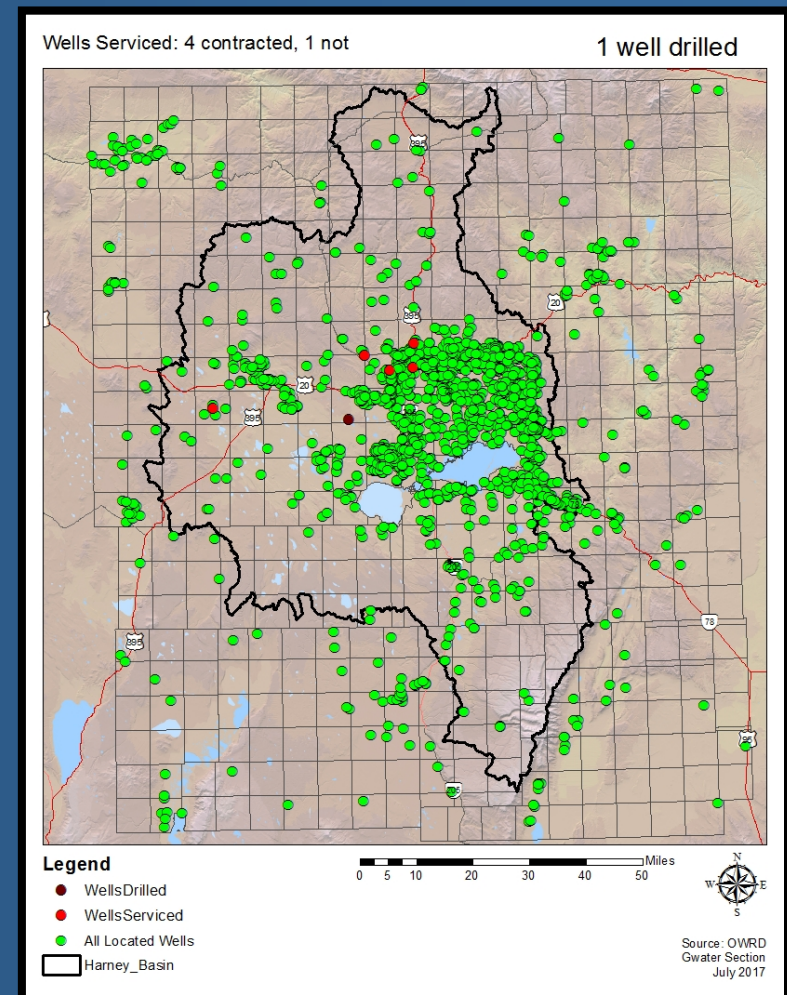 Wells Serviced: 4 contracted, 1 not
1 well drilled
395
20
395
20
395
78
395
95
205
Legend
WellsDrilled
WellsServiced
All Located Wells
Harney_Basin
Miles
0 5 10 20 30 40 50
N
W E
S
Source: OWRD
Gwater Section
July 2017